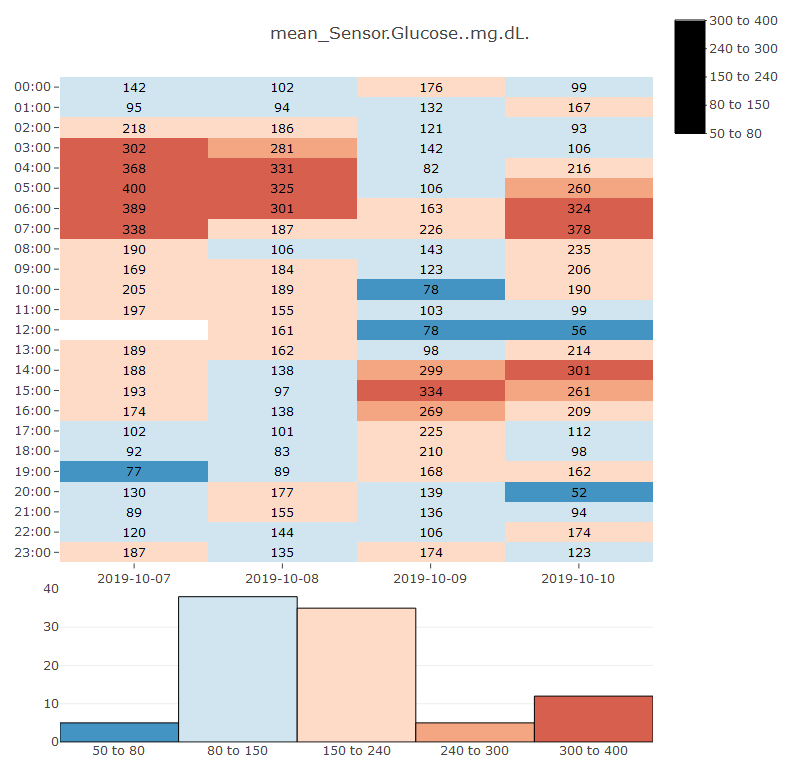 mean_Sensor.Glucose..mg.dL.
300 to 400
240 to 300
150 to 240
80 to 150
50 to 80
00:00 142 102 176 99
01:00 95 94 132 167
02:00 218 186 121 93
03:00 302 281 142 106
04:00 368 331 82 216
05:00 400 325 106 260
06:00 389 301 163 324
07:00 338 187 226 378
08:00 190 106 143 235
09:00 169 184 123 206
10:00 205 189 78 190
11:00 197 155 103 99
12:00 161 78 56
13:00 189 162 98 214
14:00 188 138 299 301
15:00 193 97 334 261
16:00 174 138 269 209
17:00 102 101 225 112
18:00 92 83 210 98
19:00 77 89 168 162
20:00 130 177 139 52
21:00 89 155 136 94
22:00 120 144 106 174
23:00 187 135 174 123
2019-10-07 2019-10-08 2019-10-09 2019-10-10
40
30
20
10
0
50 to 80 80 to 150 150 to 240 240 to 300 300 to 400